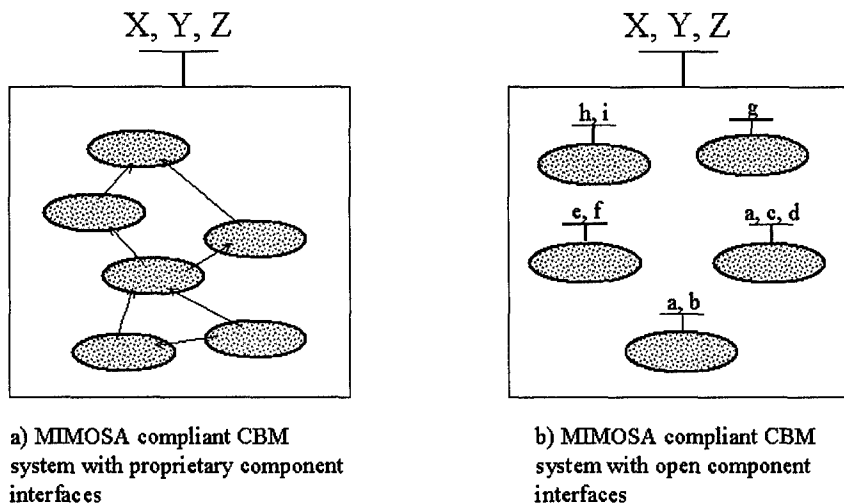 X, Y, Z
X, Y, Z
h, i
g
e, f
a, c, d
a, b
a) MIMOSA compliant CBM
system with proprietary component
interfaces
b) MIMOSA compliant CBM
system with open component
interfaces